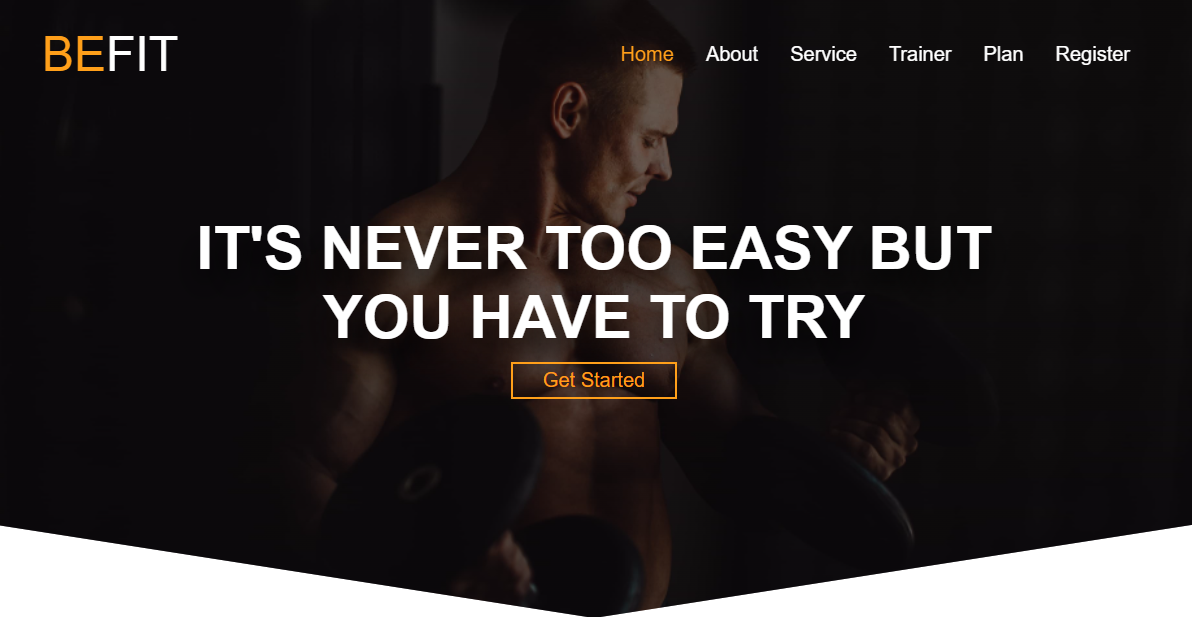 BEFIT
Home About Service Trainer Plan Register
IT'S NEVER TOO EASY BUT
YOU HAVE TO TRY
Get Started